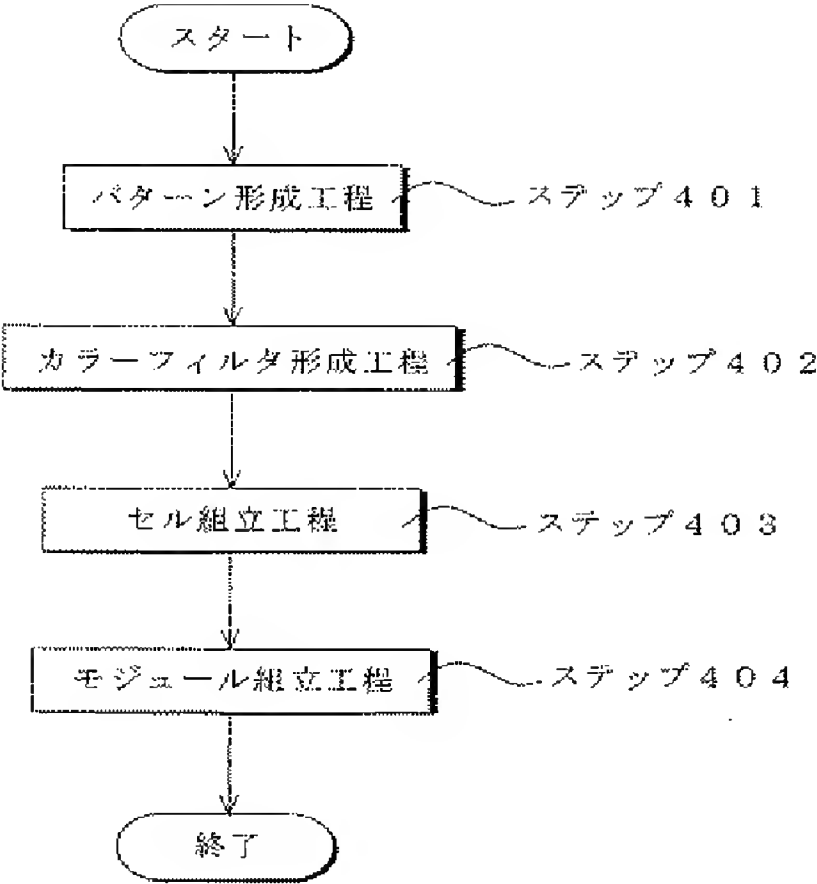 スタート
パターン形成工程 ステップ401
カラーフィルタ形成工程 ステップ402
セル組立工程 ステップ403
モジュール組立工程 ステップ404
終了